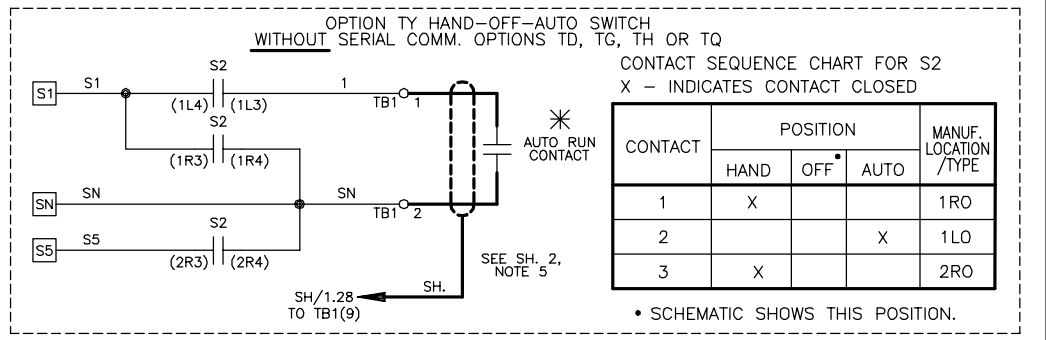 OPTION TY HAND-OFF-AUTO SWITCH
WITHOUT SERIAL COMM. OPTIONS TD, TG, TH OR TQ
S1
S1
S2
(1L4)
(1L3)
1
TB1
1
S2
(1R3)
(1R4)
AUTO RUN
CONTACT
SN
SN
TB1
2
S5
S5
S2
(2R3)
(2R4)
SEE SH. 2,
NOTE 5
SH.
SH/1.28
TO TB1(9)
CONTACT SEQUENCE CHART FOR S2
X - INDICATES CONTACT CLOSED
CONTACT
POSITION
MANUF.
LOCATION
/TYPE
HAND
OFF•
AUTO
1 X 1RO
2 X 1LO
3 X 2RO
• SCHEMATIC SHOWS THIS POSITION.